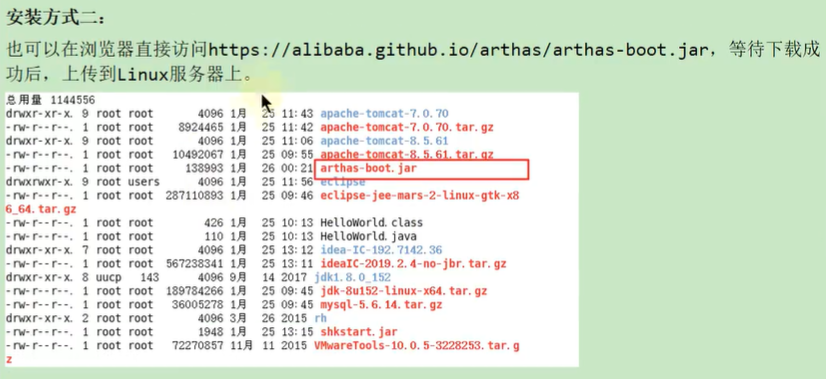 安装方式二：
也可以在浏览器直接访问https://alibaba.github.io/arthas/arthas-boot.jar，等待下载成
功后，上传到Linux服务器上。
总用量 1144556
drwxr-xr-x. 9 root root 4096 1月 25 11:43 apache-tomcat-7.0.70
-rw-r--r--. 1 root root 8924465 1月 25 11:42 apache-tomcat-7.0.70.tar.gz
drwxr-xr-x. 9 root root 4096 1月 25 11:06 apache-tomcat-8.5.61
-rw-r--r--. 1 root root 10492067 1月 25 09:55 apache-tomcat-8.5.61.tar.gz
-rw-r--r--. 1 root root 138993 1月 26 00:21 arthas-boot.jar
drwxrwxr-x. 9 root users 4096 1月 25 11:56 eclipse
-rw-r--r--. 1 root root 287110893 1月 25 09:46 eclipse-jee-mars-2-linux-gtk-x8
6_64.tar.gz
-rw-r--r--. 1 root root 426 1月 25 10:13 HelloWorld.class
-rw-r--r--. 1 root root 110 1月 25 10:13 HelloWorld.java
drwxr-xr-x. 7 root root 4096 1月 25 13:12 idea-IC-192.7142.36
-rw-r--r--. 1 root root 567238341 1月 25 13:11 ideaIC-2019.2.4-no-jbr.tar.gz
drwxr-xr-x. 8 uucp 143 4096 9月 14 2017 jdk1.8.0_152
-rw-r--r--. 1 root root 189784266 1月 25 09:45 jdk-8u152-linux-x64.tar.gz
-rw-r--r--. 1 root root 36005278 1月 25 09:45 mysql-5.6.14.tar.gz
drwxr-xr-x. 2 root root 4096 3月 26 2015 rh
-rw-r--r--. 1 root root 1948 1月 25 13:15 shkstart.jar
-rw-r--r--. 1 root root 72270857 11月 11 2015 VMwareTools-10.0.5-3228253.tar.g
z